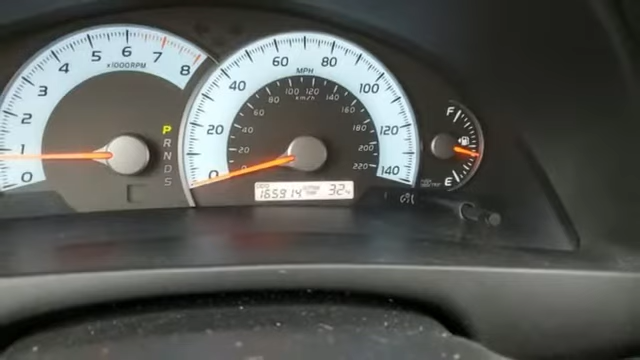 0 1 2 3 4 5 6 7 8
x1000RPM
P
R
N
D
S
0 20 40 60 80 100 120 140
MPH
20 40 60 80 100 120 140 160 180 200 220
km/h
ODO
165914
32
F
E